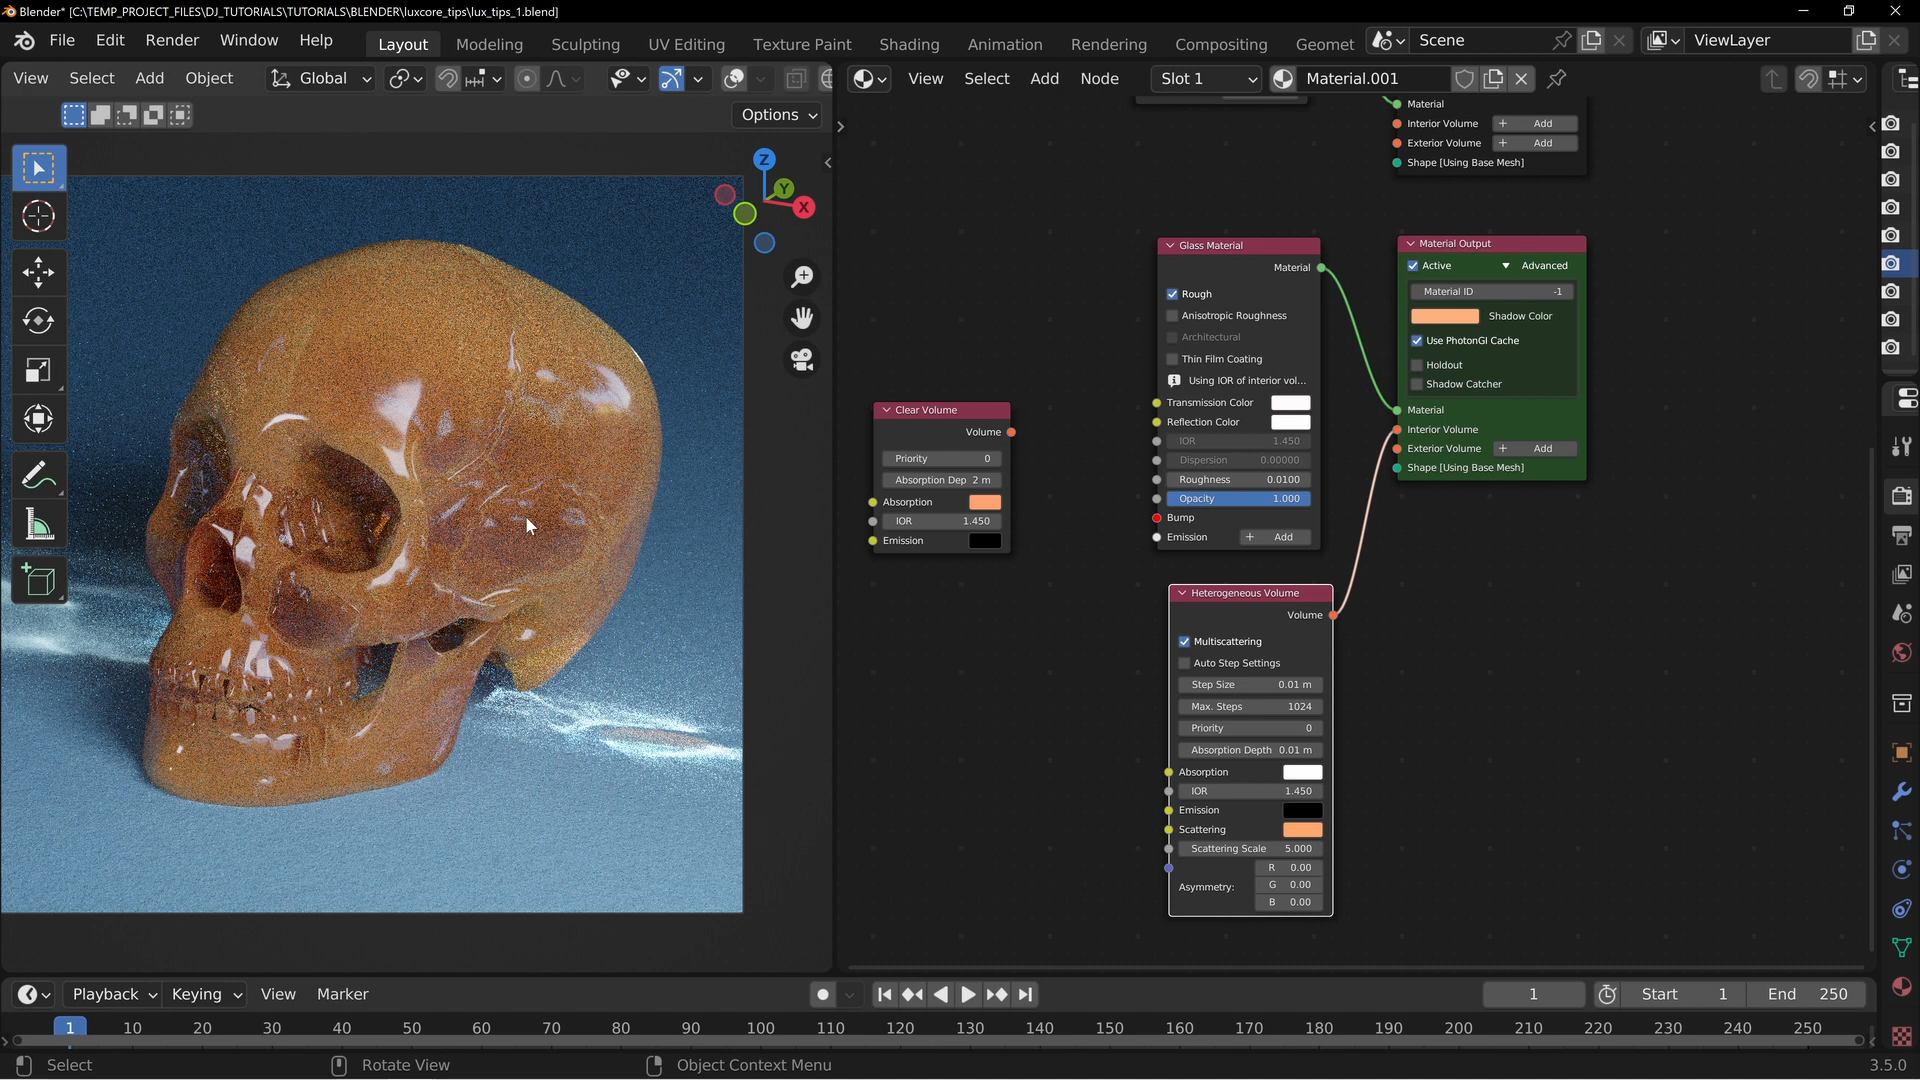 Blender* [C:\TEMP_PROJECT_FILES\DJ_TUTORIALS\TUTORIALS\BLENDER\luxcore_tips\lux_tips_1.blend]
File Edit Render Window Help Layout Modeling Sculpting UV Editing Texture Paint Shading Animation Rendering Compositing Geomet Scene ViewLayer
View Select Add Object Global
View Select Add Node Slot 1 Material.001
Options
Z
Y
X
Material
Interior Volume + Add
Exterior Volume + Add
Shape [Using Base Mesh]
Glass Material
Material
Rough
Anisotropic Roughness
Architectural
Thin Film Coating
Using IOR of interior vol...
Transmission Color
Reflection Color
IOR 1.450
Dispersion 0.00000
Roughness 0.0100
Opacity 1.000
Bump
Emission + Add
Material Output
Active Advanced
Material ID -1
Shadow Color
Use PhotonGI Cache
Holdout
Shadow Catcher
Material
Interior Volume
Exterior Volume + Add
Shape [Using Base Mesh]
Clear Volume
Volume
Priority 0
Absorption Dep 2 m
Absorption
IOR 1.450
Emission
Heterogeneous Volume
Volume
Multiscattering
Auto Step Settings
Step Size 0.01 m
Max. Steps 1024
Priority 0
Absorption Depth 0.01 m
Absorption
IOR 1.450
Emission
Scattering
Scattering Scale 5.000
R 0.00
Asymmetry: G 0.00
B 0.00
Playback Keying View Marker 1 Start 1 End 250
1 10 20 30 40 50 60 70 80 90 100 110 120 130 140 150 160 170 180 190 200 210 220 230 240 250
Select Rotate View Object Context Menu 3.5.0